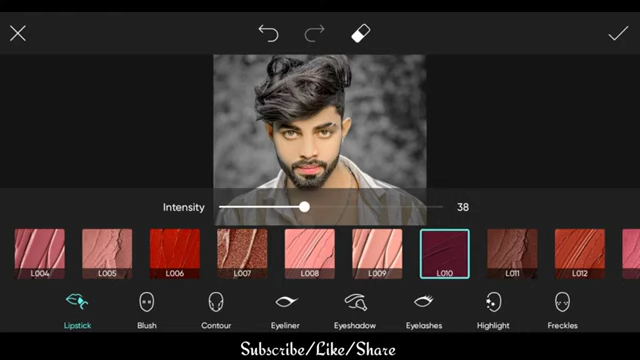 Intensity 38
L004 L005 L006 L007 L008 L009 L010 L011 L012
Lipstick Blush Contour Eyeliner Eyeshadow Eyelashes Highlight Freckles
Subscribe/Like/Share